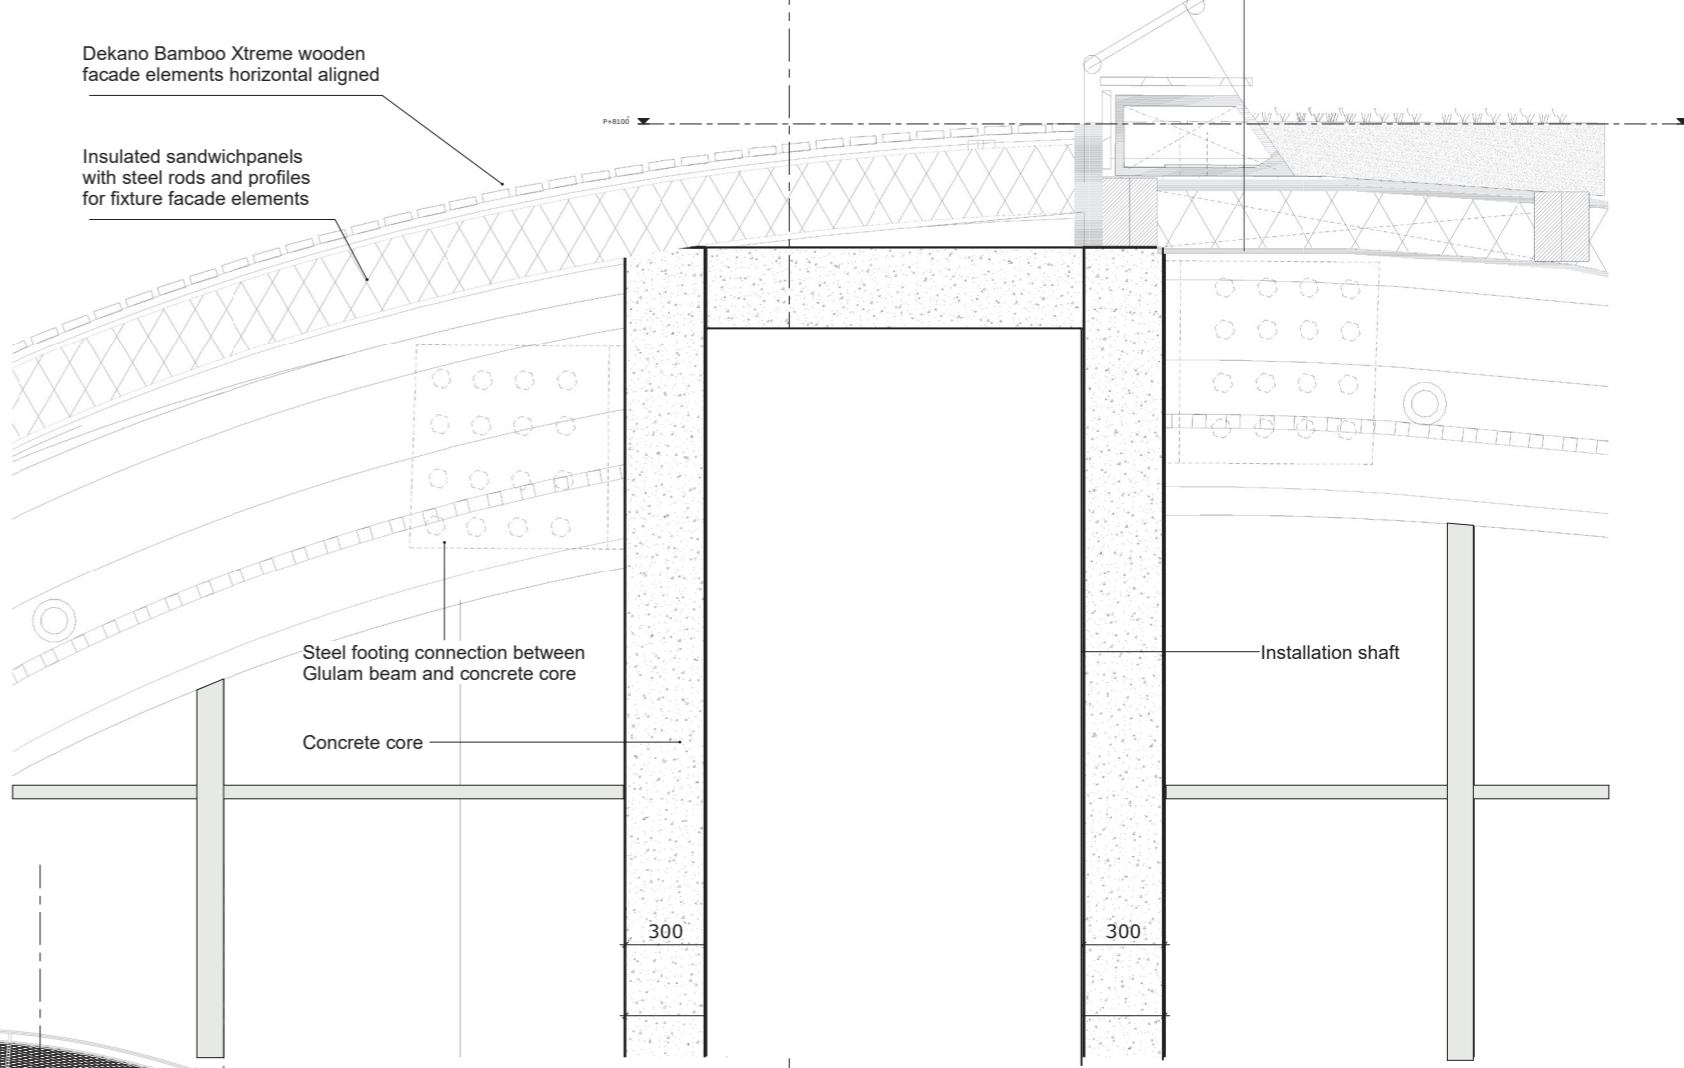 Dekano Bamboo Xtreme wooden
facade elements horizontal aligned
P+8100
Insulated sandwichpanels
with steel rods and profiles
for fixture facade elements
Steel footing connection between
Glulam beam and concrete core
Installation shaft
Concrete core
300
300